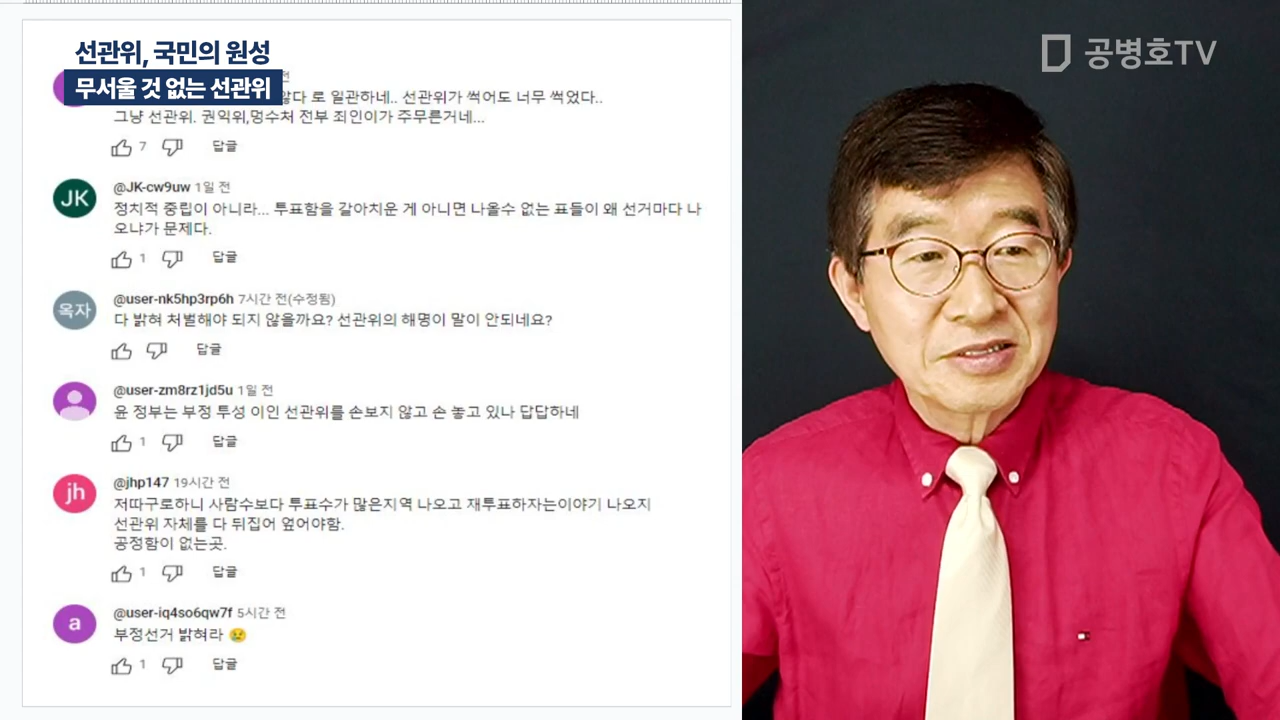 선관위, 국민의 원성
무서울 것 없는 선관위
공병호TV
전
않다 로 일관하네.. 선관위가 썩어도 너무 썩었다..
그냥 선관위. 권익위,멍수처 전부 죄인이가 주무른거네...
7 답글
JK
@JK-cw9uw 1일 전
정치적 중립이 아니라... 투표함을 갈아치운 게 아니면 나올수 없는 표들이 왜 선거마다 나
오냐가 문제다.
1 답글
옥자
@user-nk5hp3rp6h 7시간 전(수정됨)
다 밝혀 처벌해야 되지 않을까요? 선관위의 해명이 말이 안되네요?
답글
@user-zm8rz1jd5u 1일 전
윤 정부는 부정 투성 이인 선관위를 손보지 않고 손 놓고 있나 답답하네
1 답글
jh
@jhp147 19시간 전
저따구로하니 사람수보다 투표수가 많은지역 나오고 재투표하자는이야기 나오지
선관위 자체를 다 뒤집어 엎어야함.
공정함이 없는곳.
1 답글
a
@user-iq4so6qw7f 5시간 전
부정선거 밝혀라 😢
1 답글